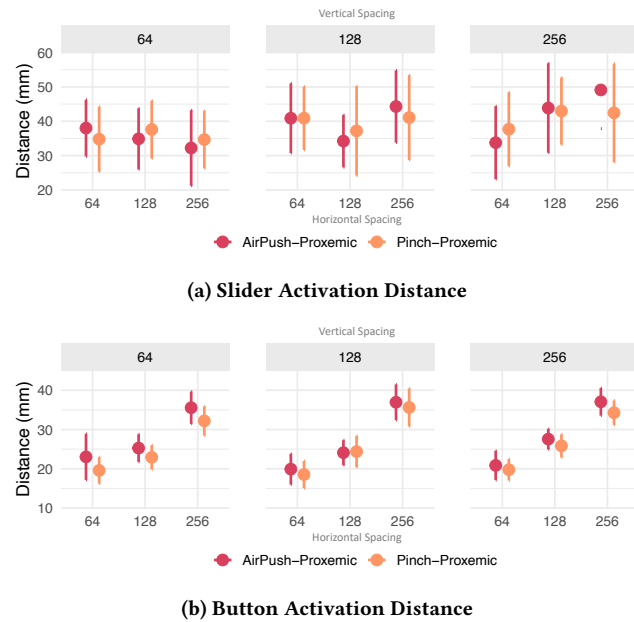 Vertical Spacing
64 128 256
Distance (mm)
60
50
40
30
20
64 128 256 64 128 256 64 128 256
Horizontal Spacing
AirPush-Proxemic Pinch-Proxemic
(a) Slider Activation Distance
Vertical Spacing
64 128 256
Distance (mm)
40
30
20
10
64 128 256 64 128 256 64 128 256
Horizontal Spacing
AirPush-Proxemic Pinch-Proxemic
(b) Button Activation Distance